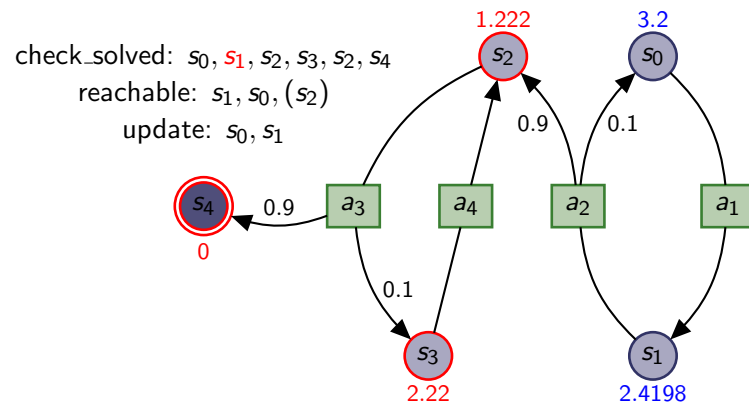 1.222
3.2
check_solved: s₀, s₁, s₂, s₃, s₂, s₄
s₂
s₀
reachable: s₁, s₀, (s₂)
update: s₀, s₁
0.9
0.1
s₄
0.9
a₃
a₄
a₂
a₁
0
0.1
s₃
s₁
2.22
2.4198